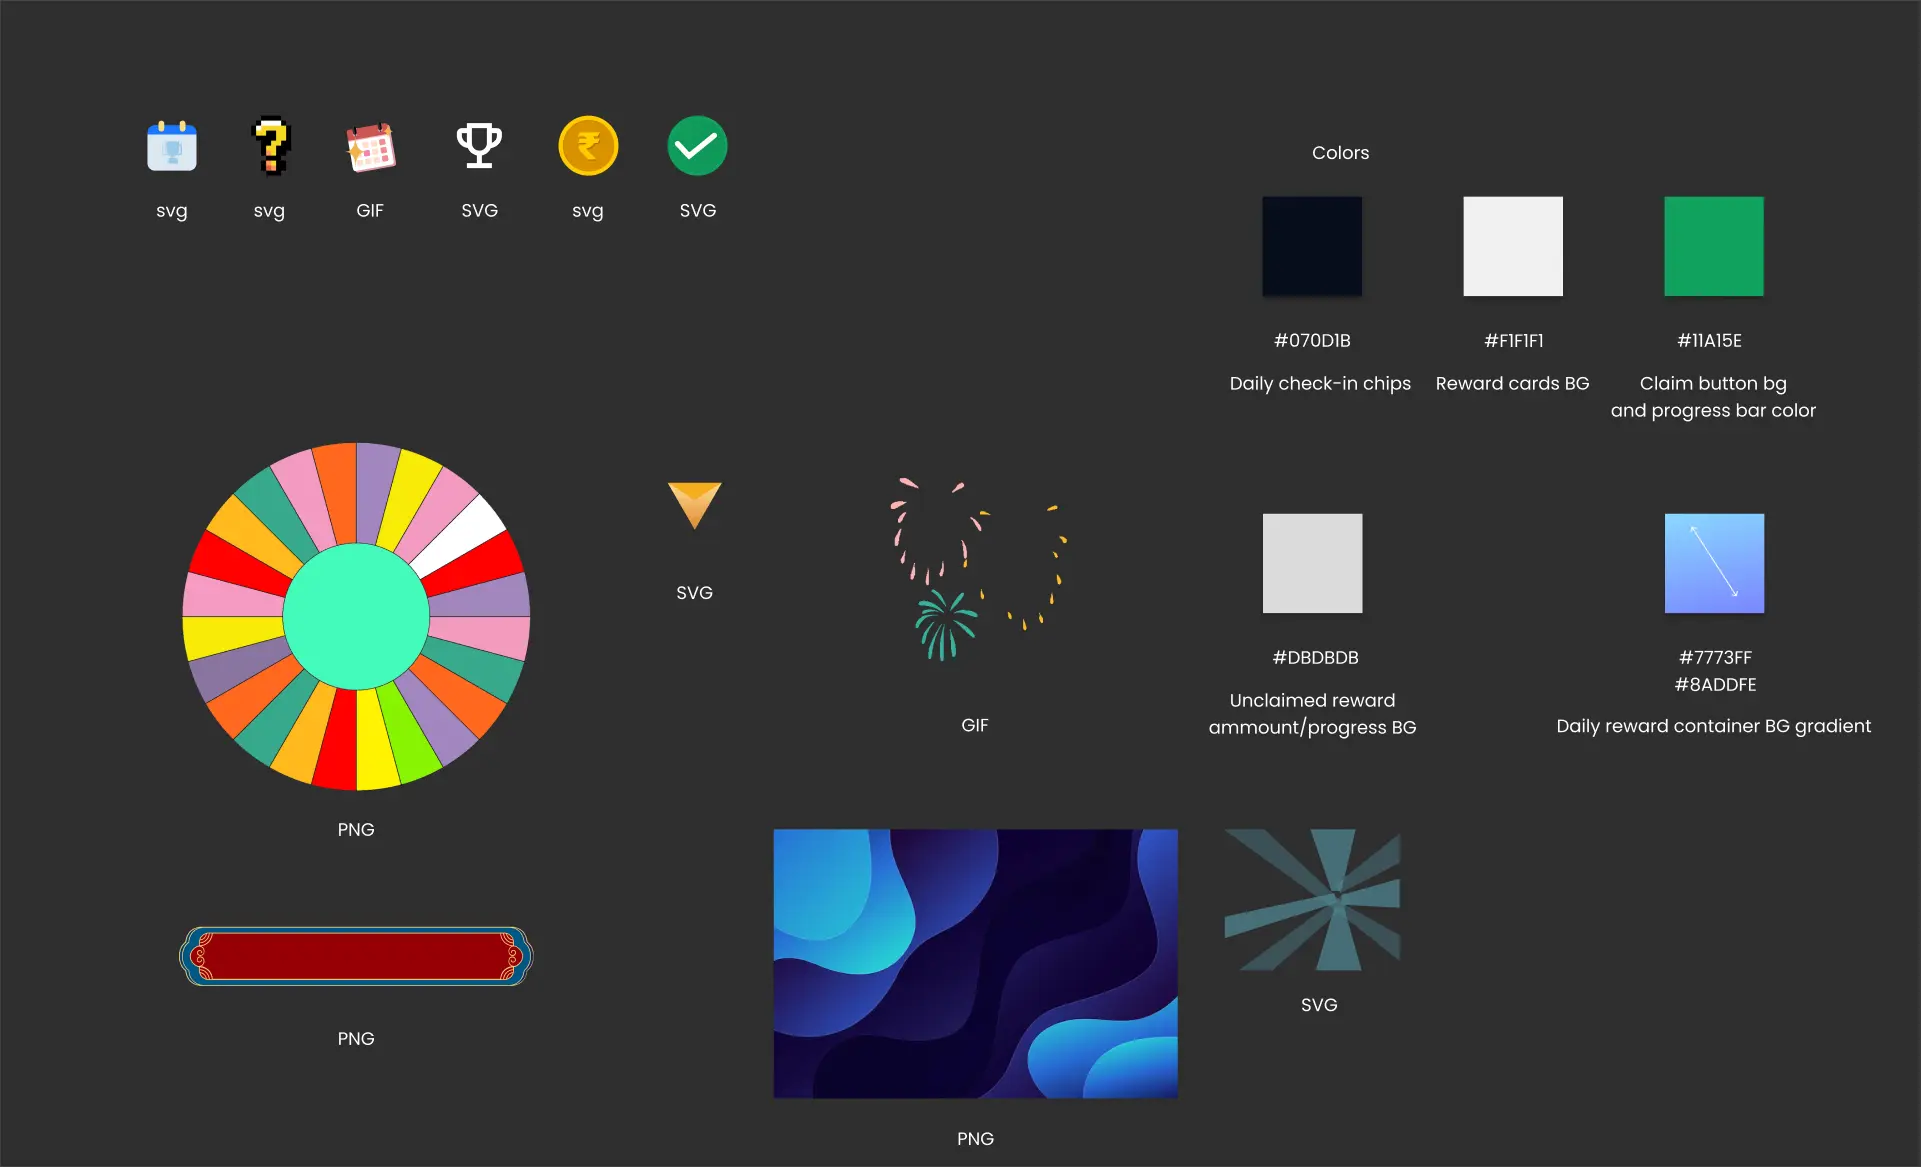 svg
svg
GIF
SVG
svg
SVG
Colors
#070D1B
Daily check-in chips
#F1F1F1
Reward cards BG
#11A15E
Claim button bg
and progress bar color
SVG
GIF
#DBDBDB
Unclaimed reward
ammount/progress BG
#7773FF
#8ADDFE
Daily reward container BG gradient
PNG
PNG
PNG
SVG